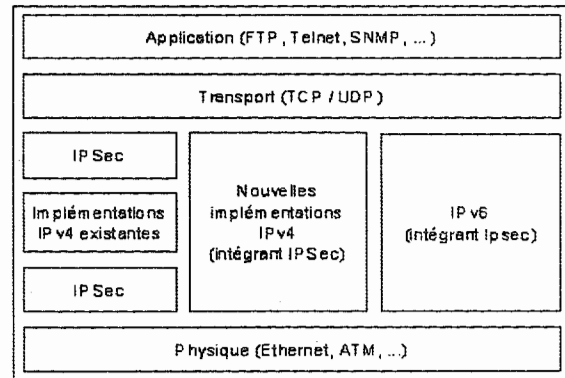 Application (FTP, Telnet, SNMP, ...)
Transport (TCP / UDP)
IPSec
Implémentations
IPv4 existantes
IPSec
Nouvelles
implémentations
IPv4
(intégrant IPSec)
IPv6
(intégrant Ipsec)
Physique (Ethernet, ATM, ...)